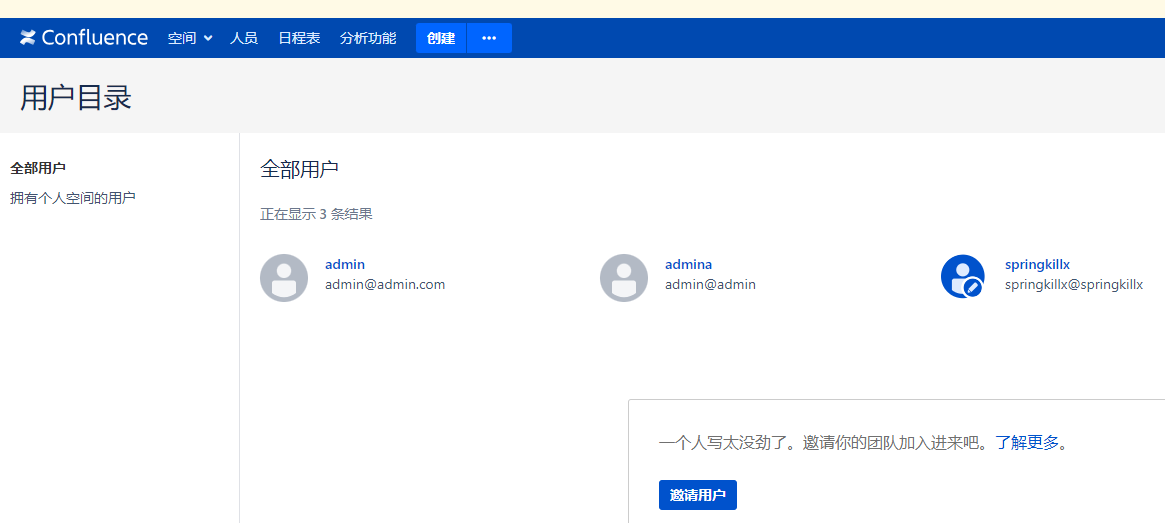 Confluence 空间 人员 日程表 分析功能 创建 •••
用户目录
全部用户
拥有个人空间的用户
全部用户
正在显示 3 条结果
admin
admin@admin.com
admina
admin@admin
springkillx
springkillx@springkillx
一个人写太没劲了。邀请你的团队加入进来吧。了解更多。
邀请用户